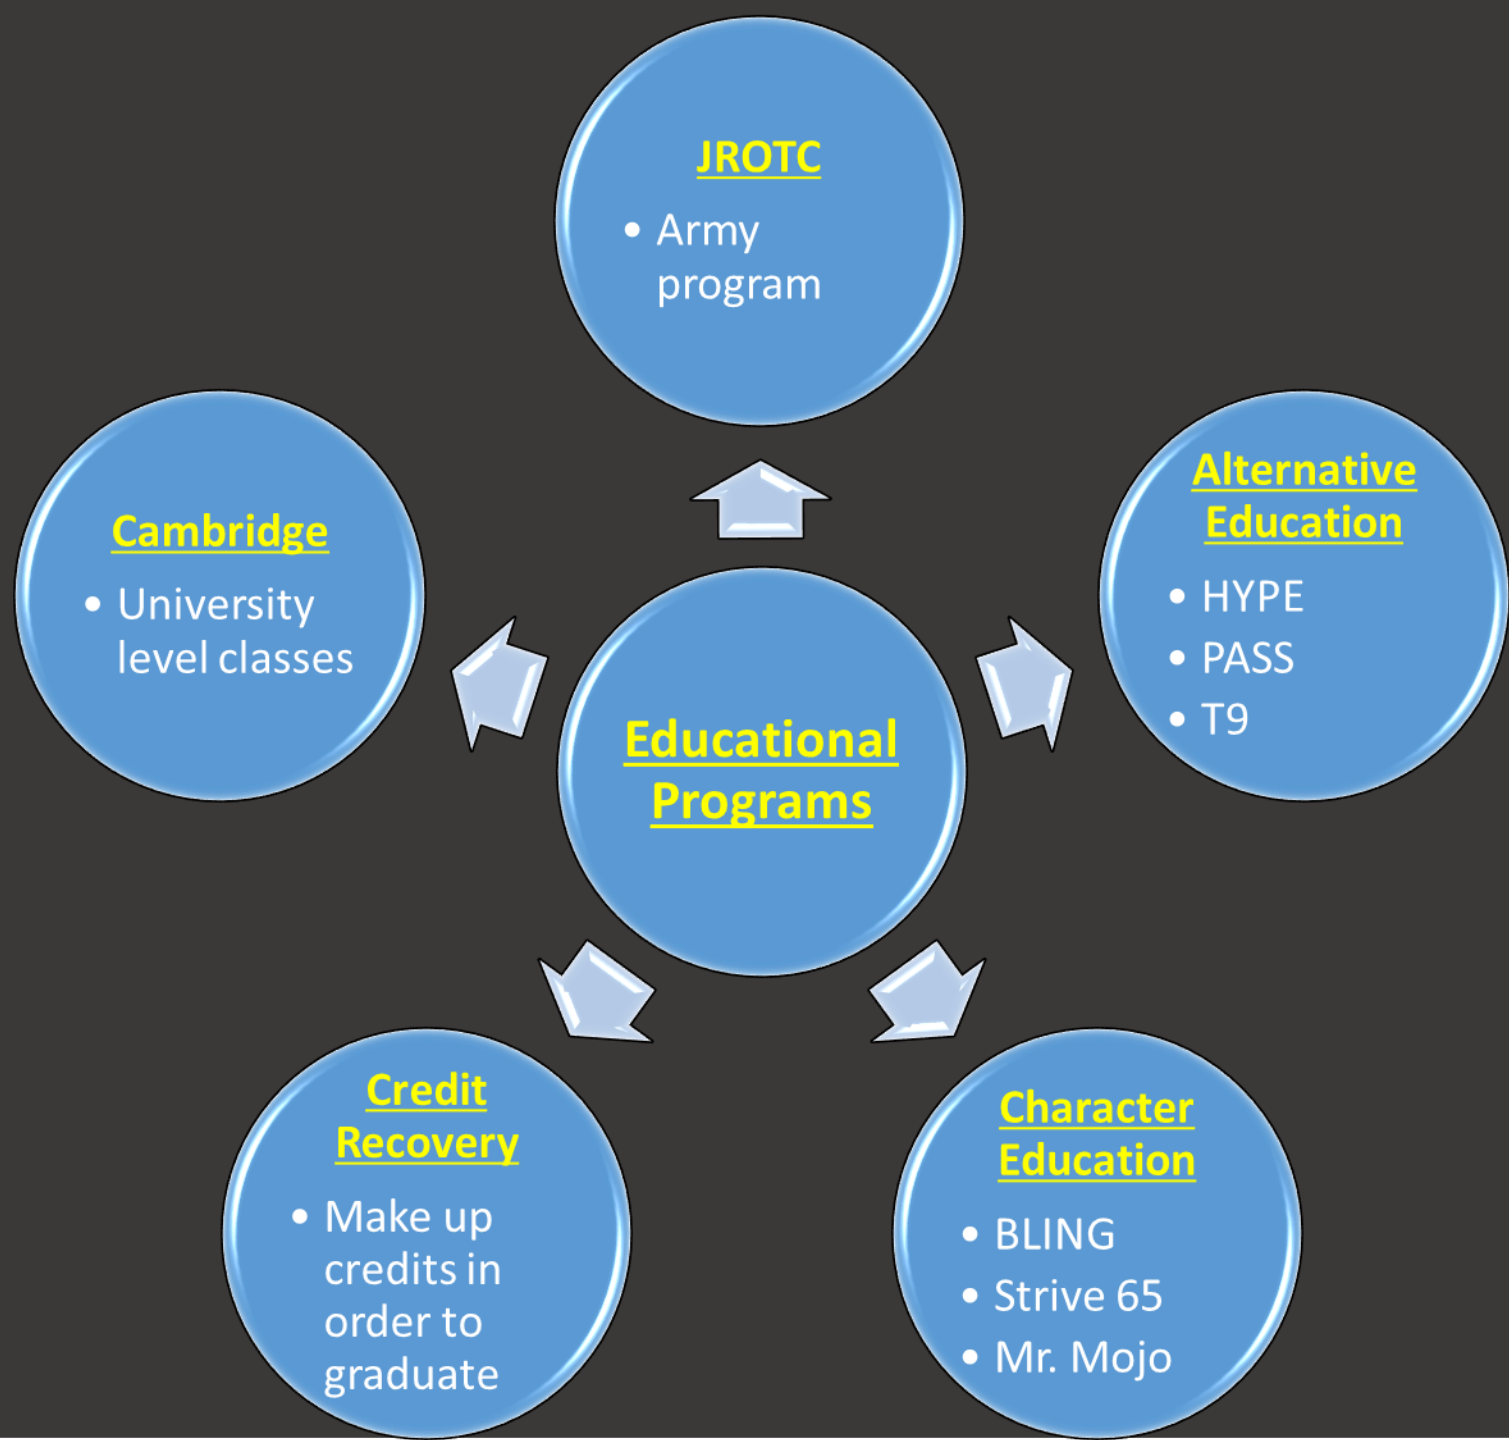 JROTC
• Army
program
Alternative
Education
• HYPE
• PASS
• T9
Character
Education
• BLING
• Strive 65
• Mr. Mojo
Credit
Recovery
• Make up
credits in
order to
graduate
Cambridge
• University
level classes
Educational
Programs